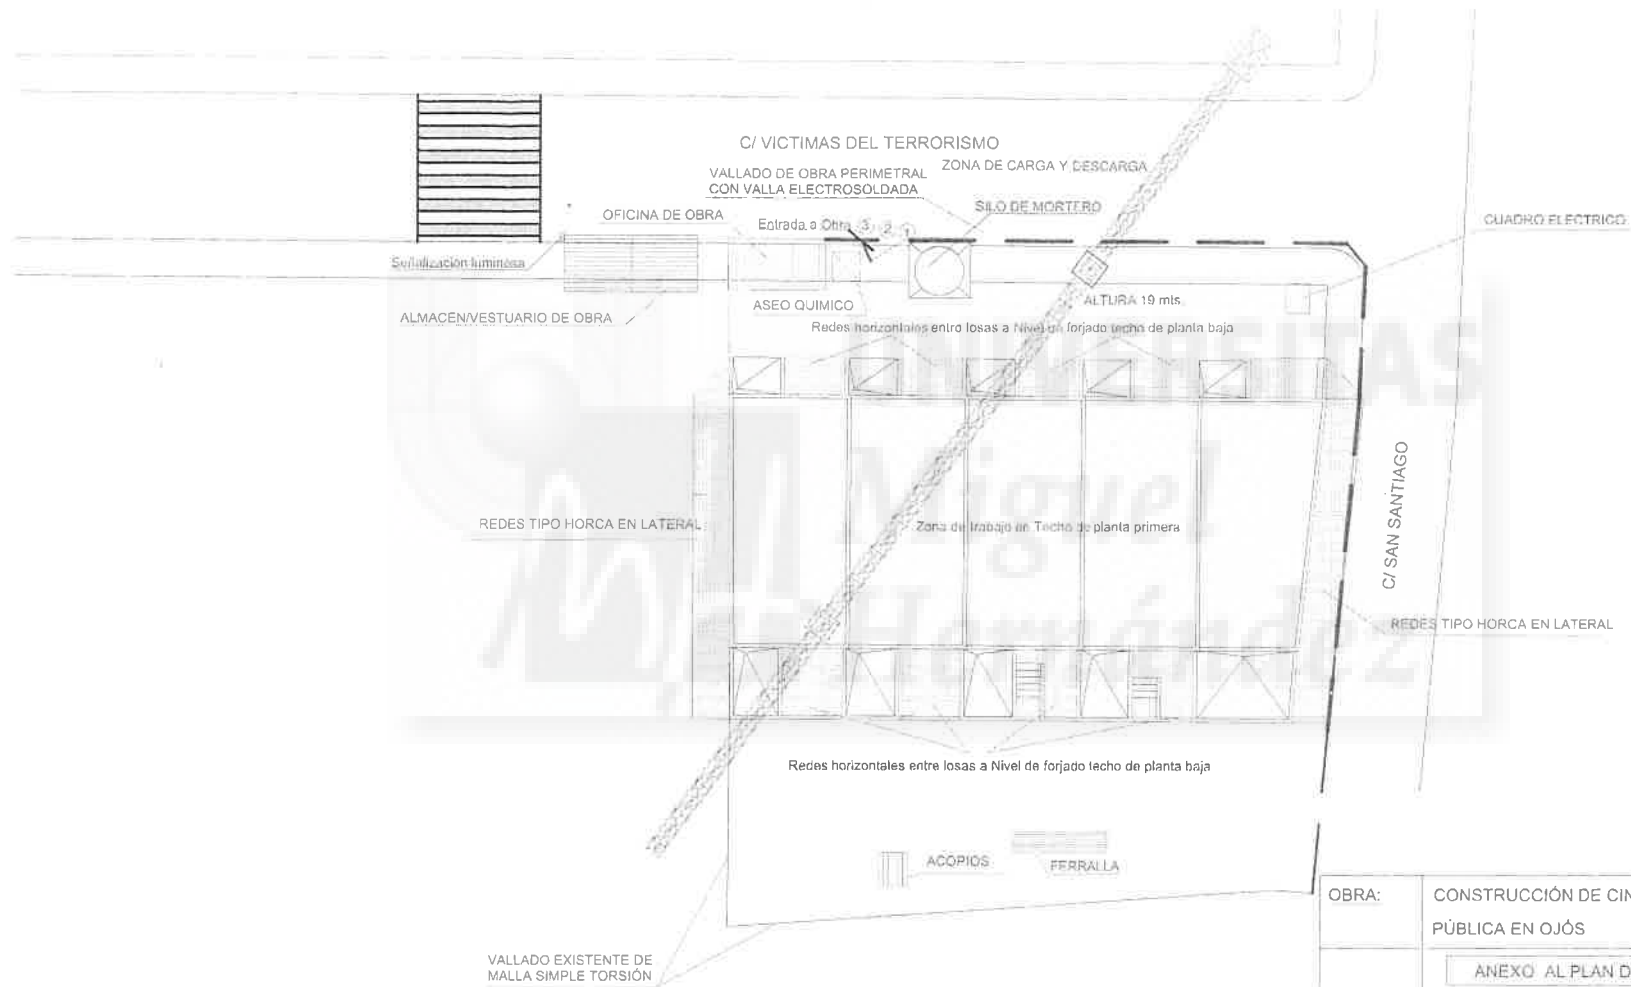 C/ VICTIMAS DEL TERRORISMO
VALLADO DE OBRA PERIMETRAL
CON VALLA ELECTROSOLDADA
ZONA DE CARGA Y DESCARGA
OFICINA DE OBRA
Entrada a Obra 3 2 1
SILO DE MORTERO
CUADRO ELECTRICO
Señalización luminosa
ALMACEN/VESTUARIO DE OBRA
ASEO QUIMICO
ALTURA 19 mts.
Redes horizontales entre losas a Nivel de forjado techo de planta baja
UNIVERSITAS
Miguel
Hernández
REDES TIPO HORCA EN LATERAL
Zona de trabajo en Techo de planta primera
C/ SAN SANTIAGO
REDES TIPO HORCA EN LATERAL
Redes horizontales entre losas a Nivel de forjado techo de planta baja
ACOPIOS
FERRALLA
VALLADO EXISTENTE DE
MALLA SIMPLE TORSIÓN
OBRA:
CONSTRUCCIÓN DE CIN
PÚBLICA EN OJÓS
ANEXO AL PLAN D